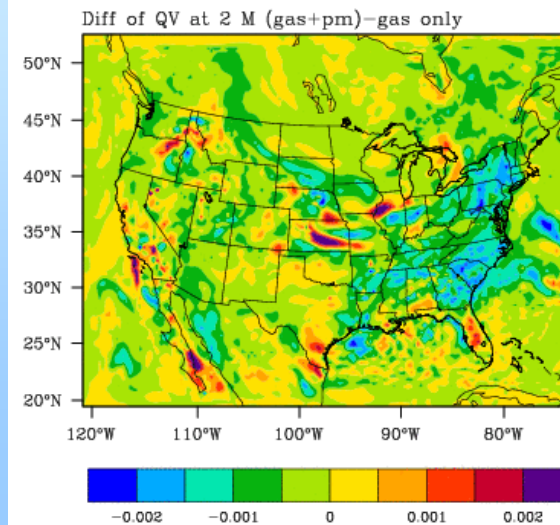 Diff of QV at 2 M (gas+pm)-gas only
50°N
45°N
40°N
35°N
30°N
25°N
20°N
120°W 110°W 100°W 90°W 80°W
-0.002 -0.001 0 0.001 0.002